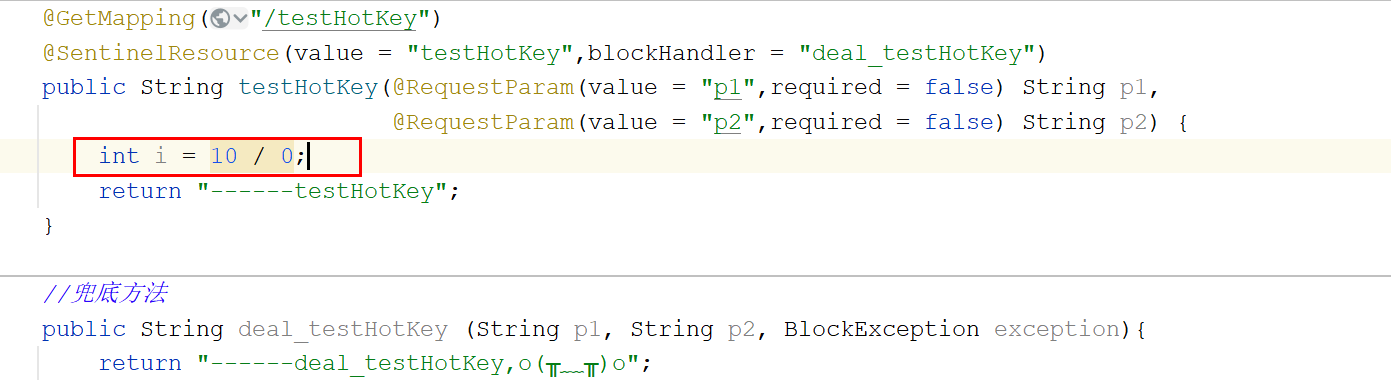 @GetMapping("/testHotKey")
@SentinelResource(value = "testHotKey",blockHandler = "deal_testHotKey")
public String testHotKey(@RequestParam(value = "p1",required = false) String p1,
@RequestParam(value = "p2",required = false) String p2) {
int i = 10 / 0;
return "------testHotKey";
}
//兜底方法
public String deal_testHotKey (String p1, String p2, BlockException exception){
return "------deal_testHotKey,o(╥﹏╥)o";